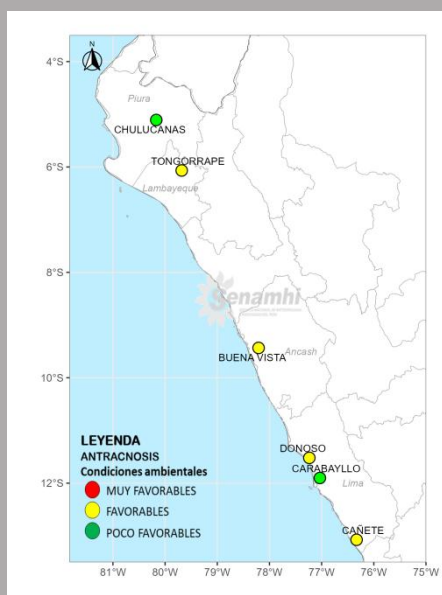 N
4°S
Piura
CHULUCANAS
TONGORRAPE
6°S
Lambayeque
8°S
Senamhi
BUENA VISTA
Ancash
10°S
DONOSO
CARABAYLLO
Lima
12°S
CAÑETE
LEYENDA
ANTRACNOSIS
Condiciones ambientales
MUY FAVORABLES
FAVORABLES
POCO FAVORABLES
81°W 80°W 79°W 78°W 77°W 76°W 75°W